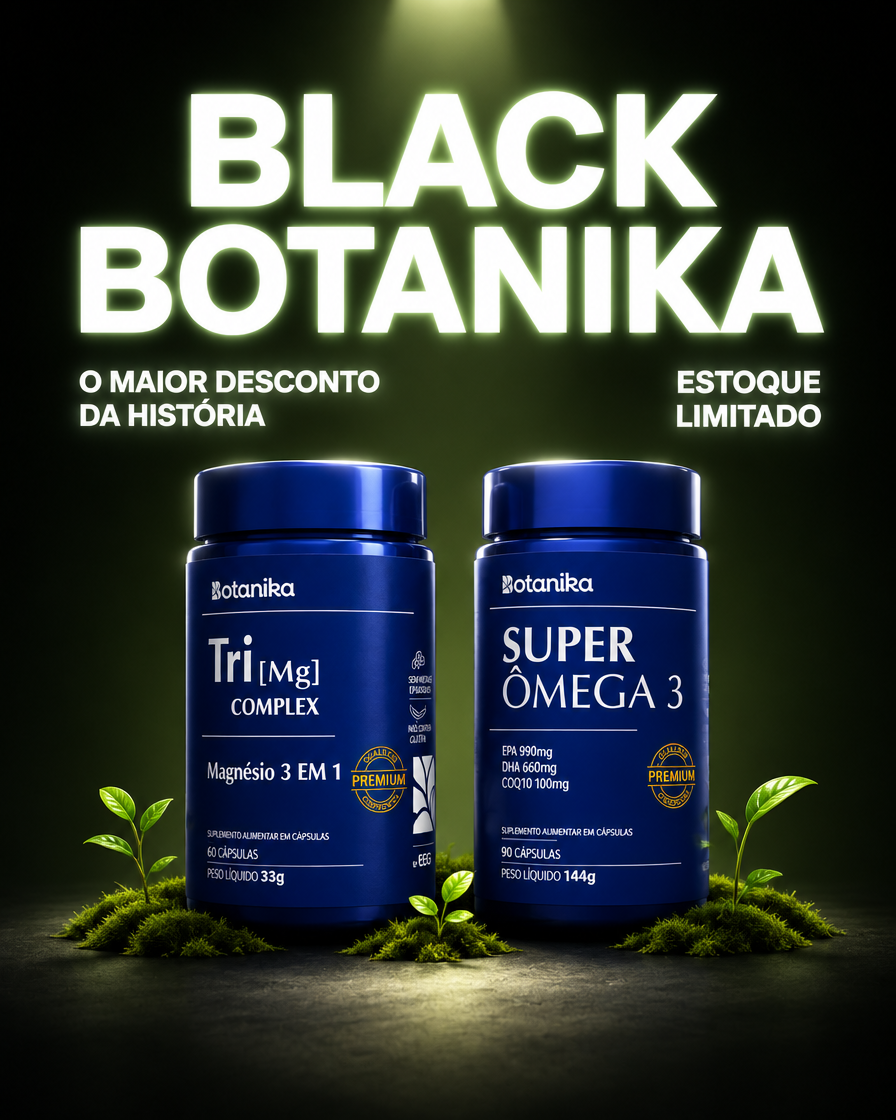 BLACK
BOTANIKA
O MAIOR DESCONTO
DA HISTÓRIA
ESTOQUE
LIMITADO
Botanika
Tri [Mg]
COMPLEX
Magnésio 3 EM 1
PREMIUM
SUPLEMENTO ALIMENTAR EM CÁPSULAS
60 CÁPSULAS
PESO LÍQUIDO 33g
Botanika
SUPER
ÔMEGA 3
EPA 990mg
DHA 660mg
COQ10 100mg
PREMIUM
SUPLEMENTO ALIMENTAR EM CÁPSULAS
90 CÁPSULAS
PESO LÍQUIDO 144g